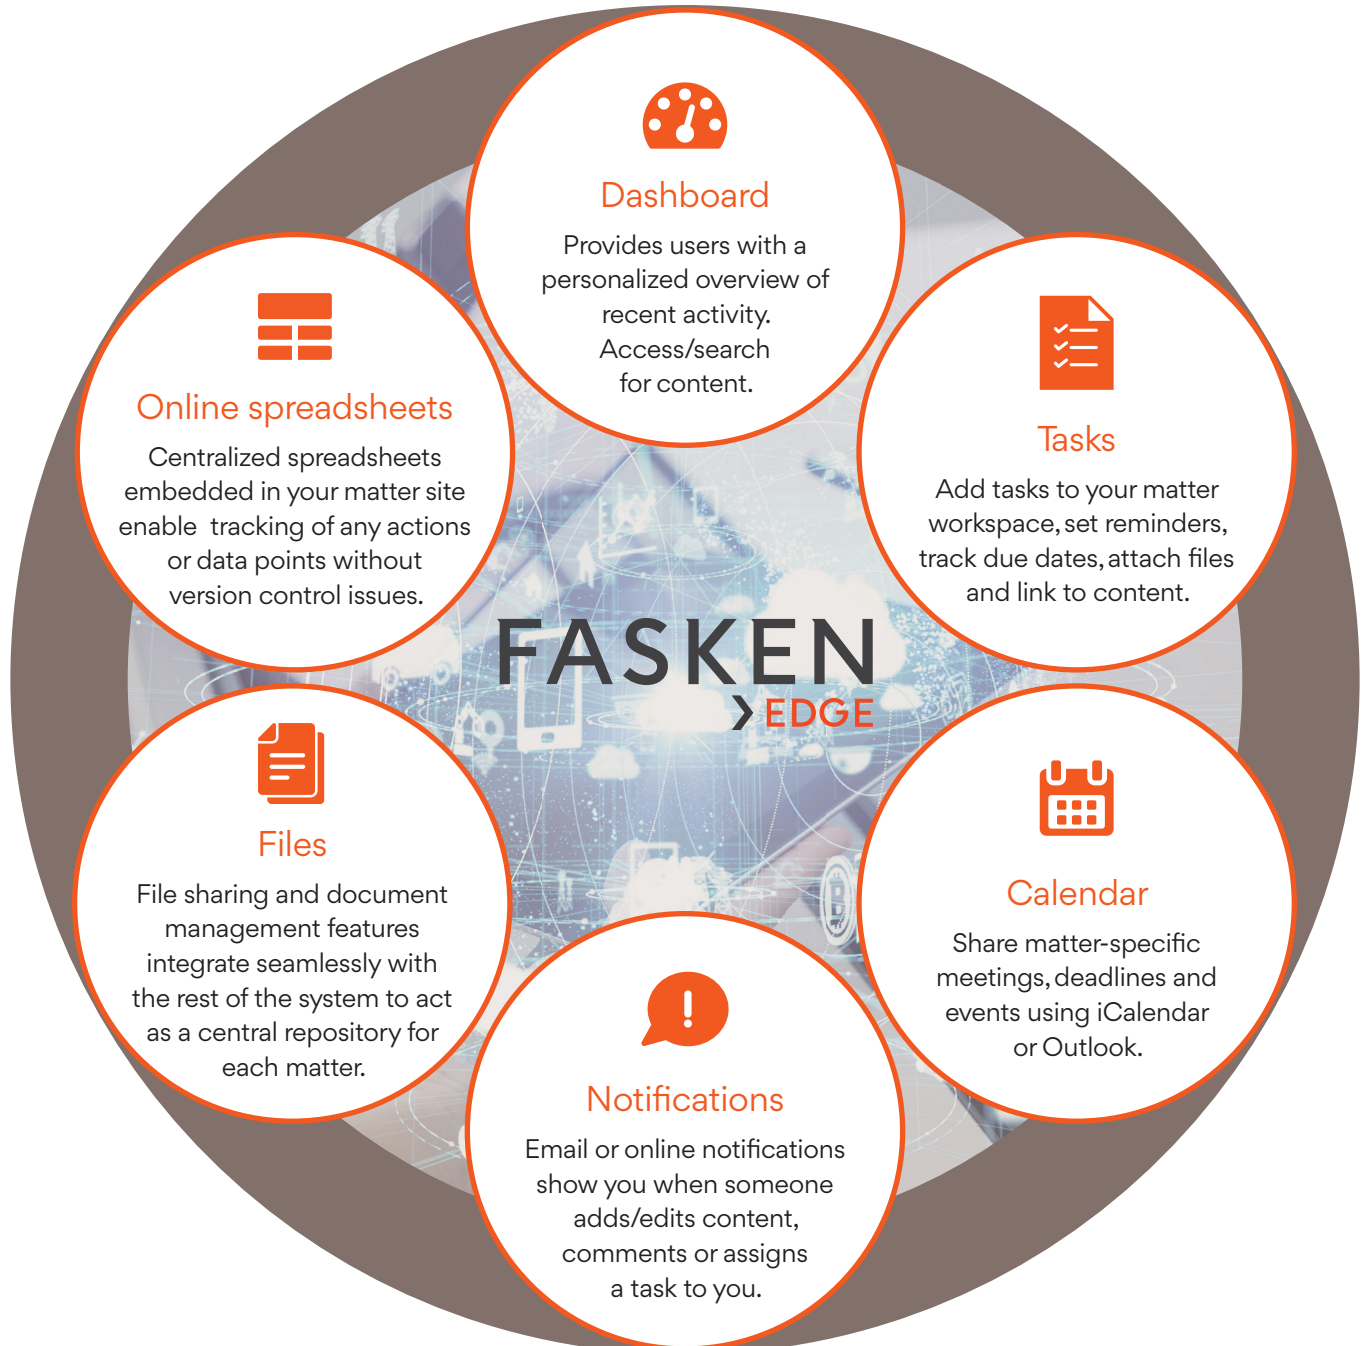 Dashboard
Provides users with a
personalized overview of
recent activity.
Access/search
for content.
Tasks
Add tasks to your matter
workspace, set reminders,
track due dates, attach files
and link to content.
Calendar
Share matter-specific
meetings, deadlines and
events using iCalendar
or Outlook.
Notifications
Email or online notifications
show you when someone
adds/edits content,
comments or assigns
a task to you.
Files
File sharing and document
management features
integrate seamlessly with
the rest of the system to act
as a central repository for
each matter.
Online spreadsheets
Centralized spreadsheets
embedded in your matter site
enable tracking of any actions
or data points without
version control issues.
FASKEN
EDGE